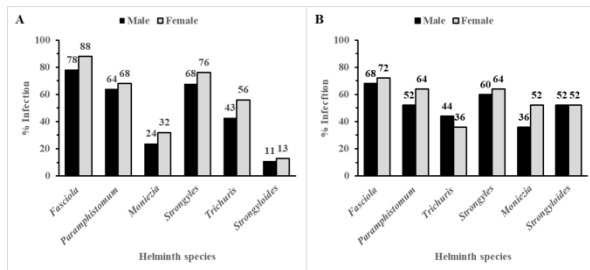 A
Male Female
% Infection
100
80
60
40
20
0
78 88
64 68
24 32
68 76
43 56
11 13
Fasciola
Paramphistomum
Moniezia
Strongyles
Trichuris
Strongyloides
Helminth species
B
Male Female
% Infection
100
80
60
40
20
0
68 72
52 64
44 36
60 64
36 52
52 52
Fasciola
Paramphistomum
Trichuris
Strongyles
Moniezia
Strongyloides
Helminth species